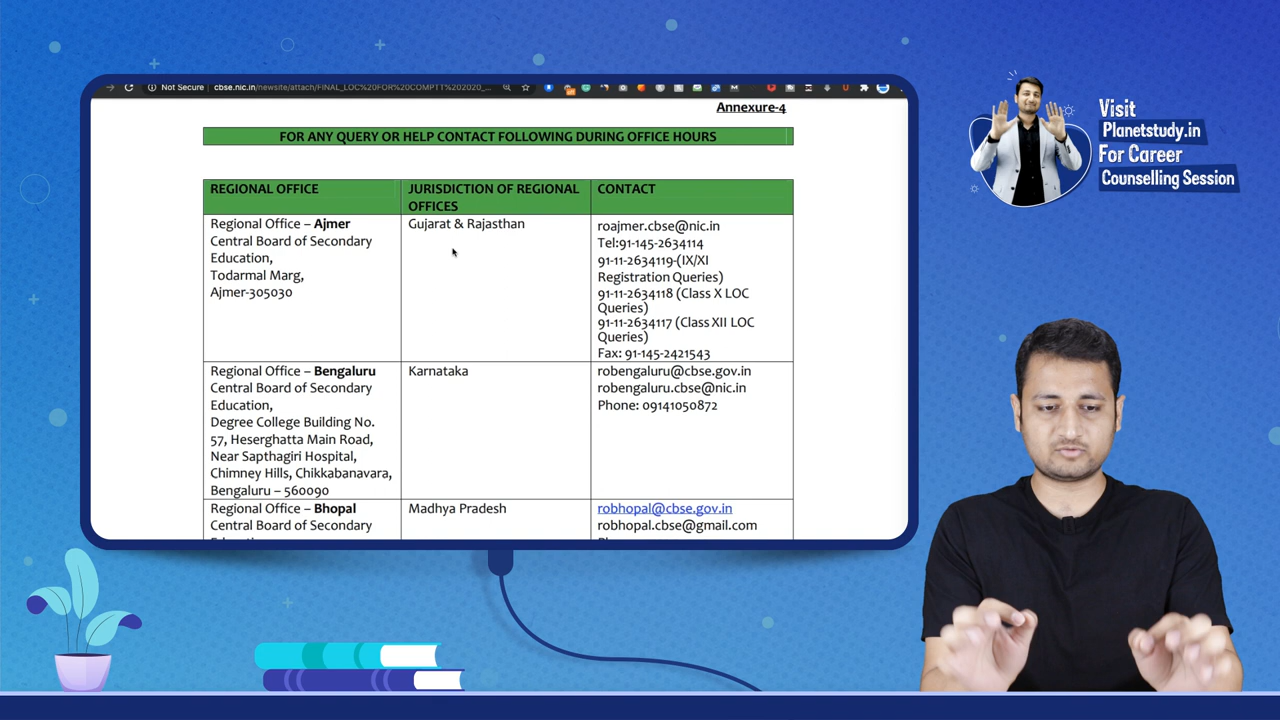 Not Secure
cbse.nic.in/newsite/attach/FINAL_LOC%20FOR%20COMPTT%202020_...
Annexure-4
FOR ANY QUERY OR HELP CONTACT FOLLOWING DURING OFFICE HOURS
REGIONAL OFFICE
JURISDICTION OF REGIONAL
OFFICES
CONTACT
Regional Office – Ajmer
Central Board of Secondary
Education,
Todarmal Marg,
Ajmer-305030
Gujarat & Rajasthan
roajmer.cbse@nic.in
Tel:91-145-2634114
91-11-2634119-(IX/XI
Registration Queries)
91-11-2634118 (Class X LOC
Queries)
91-11-2634117 (Class XII LOC
Queries)
Fax: 91-145-2421543
Regional Office – Bengaluru
Central Board of Secondary
Education,
Degree College Building No.
57, Heserghatta Main Road,
Near Sapthagiri Hospital,
Chimney Hills, Chikkabanavara,
Bengaluru – 560090
Karnataka
robengaluru@cbse.gov.in
robengaluru.cbse@nic.in
Phone: 09141050872
Regional Office – Bhopal
Central Board of Secondary
Madhya Pradesh
robhopal@cbse.gov.in
robhopal.cbse@gmail.com
Visit
Planetstudy.in
For Career
Counselling Session